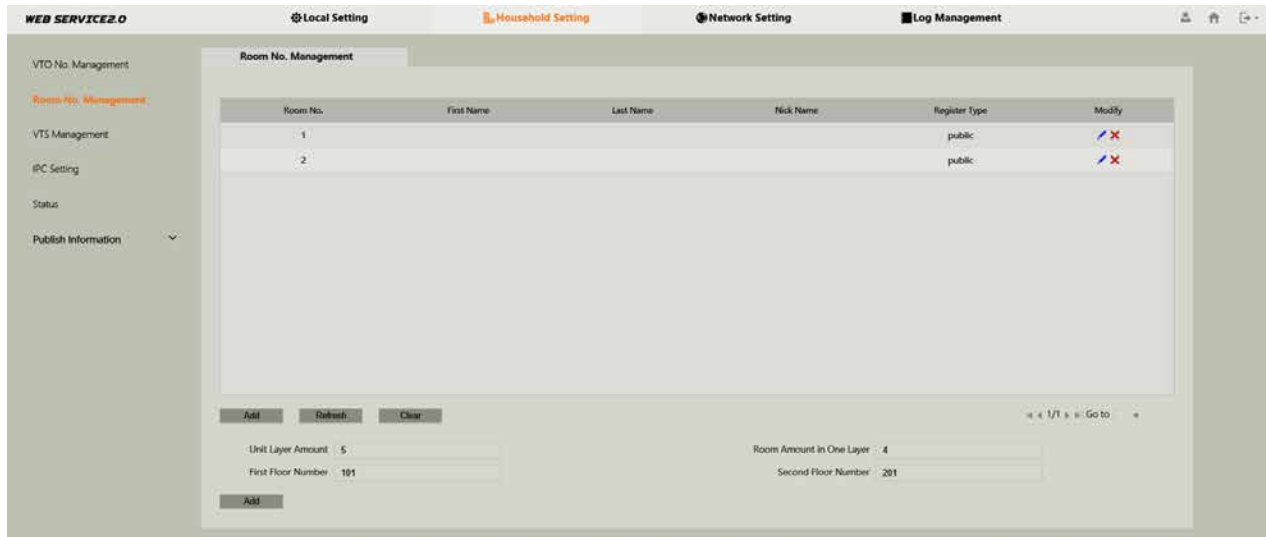 WEB SERVICE2.0 Local Setting Household Setting Network Setting Log Management
VTO No. Management
Room No. Management
VTS Management
IPC Setting
Status
Publish Information
Room No. Management
Room No. First Name Last Name Nick Name Register Type Modify
1 public
2 public
Add Refresh Clear 1/1 Go to
Unit Layer Amount 5 Room Amount in One Layer 4
First Floor Number 101 Second Floor Number 201
Add